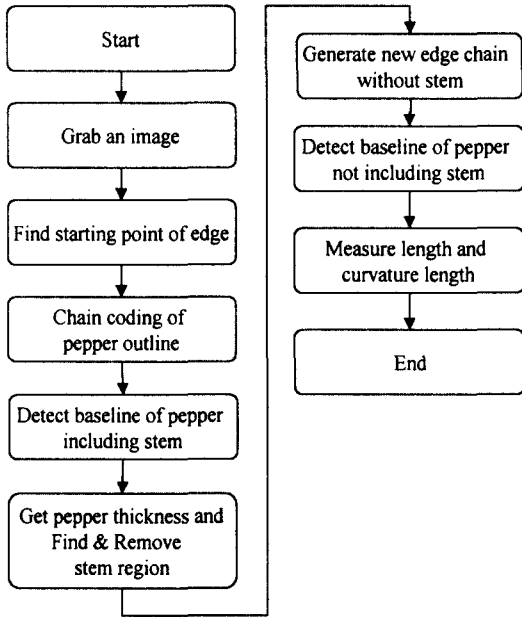 Start
Grab an image
Find starting point of edge
Chain coding of
pepper outline
Detect baseline of pepper
including stem
Get pepper thickness and
Find & Remove
stem region
Generate new edge chain
without stem
Detect baseline of pepper
not including stem
Measure length and
curvature length
End